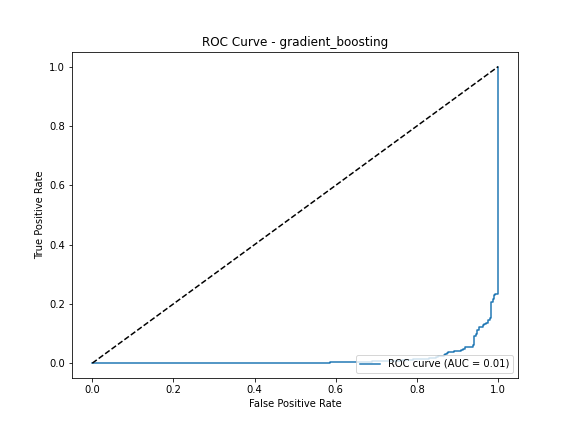 ROC Curve - gradient_boosting
True Positive Rate
1.0
0.8
0.6
0.4
0.2
0.0
ROC curve (AUC = 0.01)
0.0 0.2 0.4 0.6 0.8 1.0
False Positive Rate